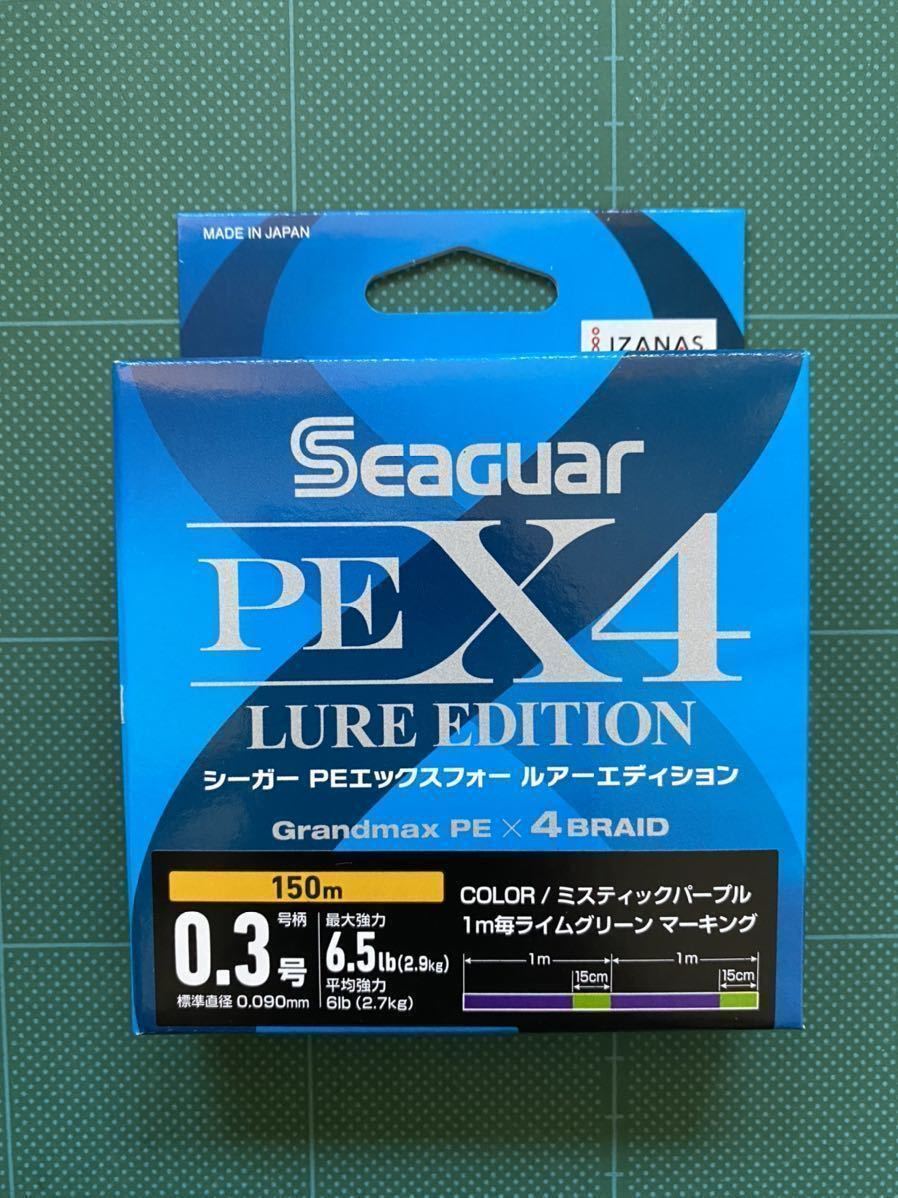 MADE IN JAPAN
IZANAS
Seaguar
PEX4
LURE EDITION
シーガー PEエックスフォー ルアーエディション
Grandmax PE × 4 BRAID
150m
0.3号
号柄
標準直径 0.090mm
最大強力
6.5lb(2.9kg)
平均強力
6lb (2.7kg)
COLOR / ミスティックパープル
1m毎ライムグリーン マーキング
1m 1m
15cm 15cm